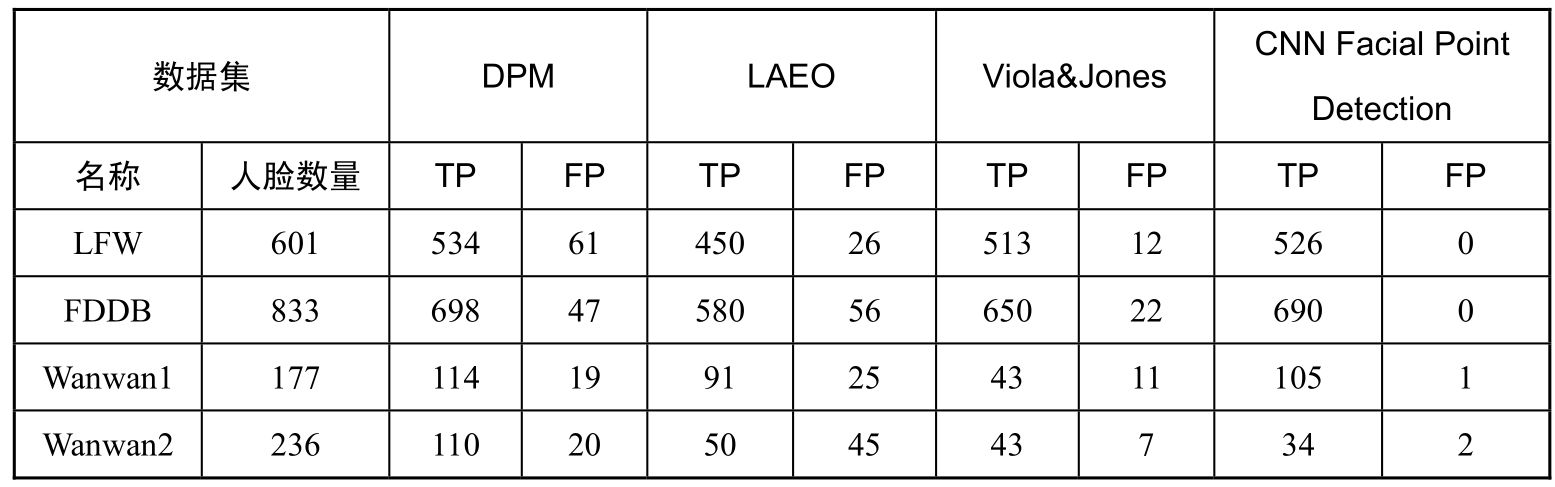 数据集 DPM LAEO Viola&Jones CNN Facial Point
Detection
名称 人脸数量 TP FP TP FP TP FP TP FP
LFW 601 534 61 450 26 513 12 526 0
FDDB 833 698 47 580 56 650 22 690 0
Wanwan1 177 114 19 91 25 43 11 105 1
Wanwan2 236 110 20 50 45 43 7 34 2